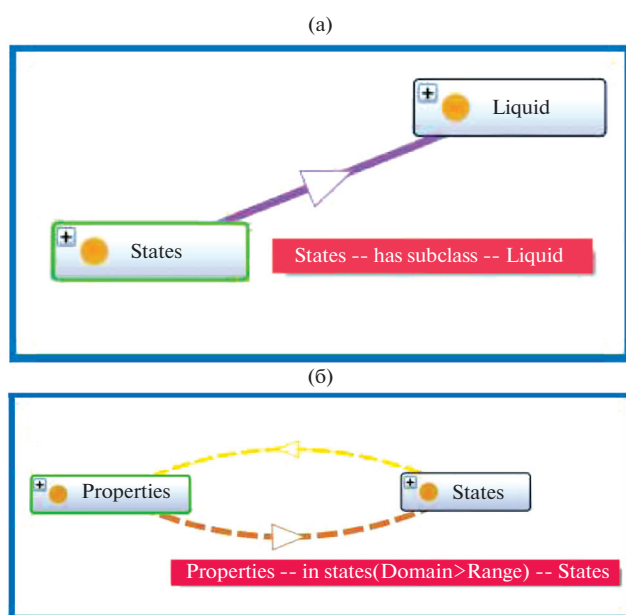 (а)
Liquid
States
States -- has subclass -- Liquid
(б)
Properties
States
Properties -- in states(Domain>Range) -- States